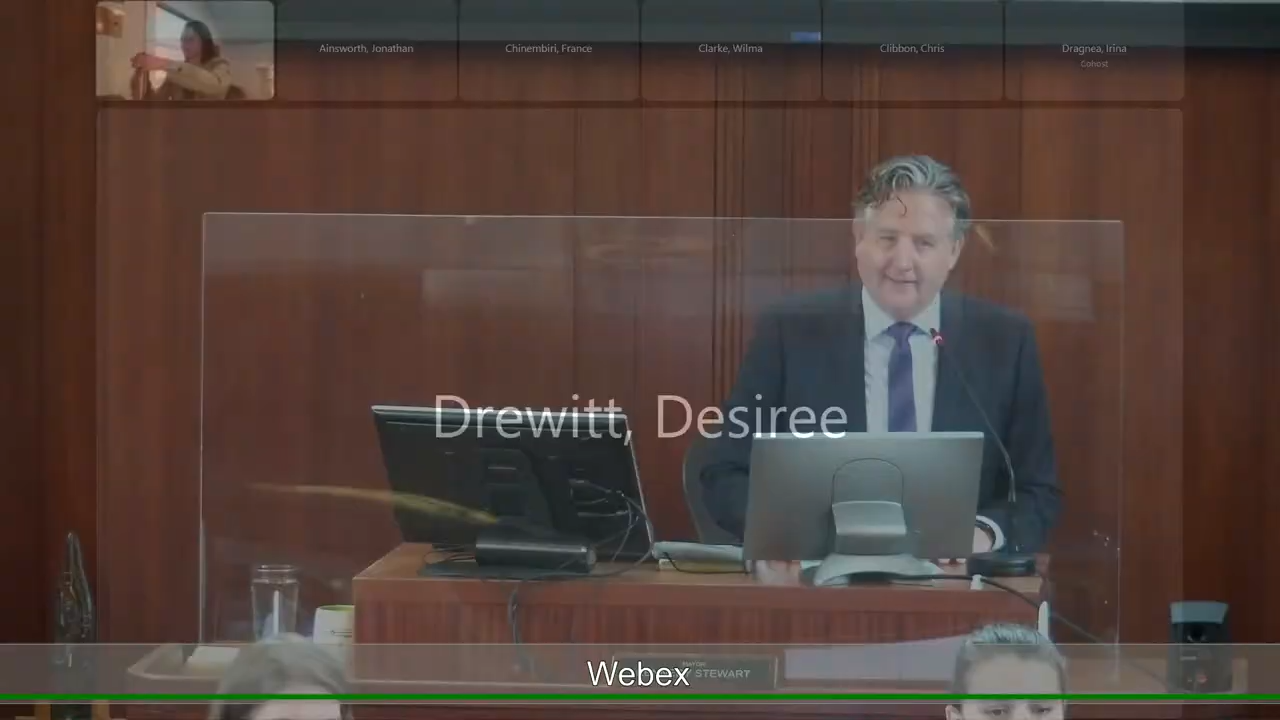 Ainsworth, Jonathan
Chinembiri, France
Clarke, Wilma
Clibbon, Chris
Dragnea, Irina
Cohost
Drewitt, Desiree
Webex
STEWART